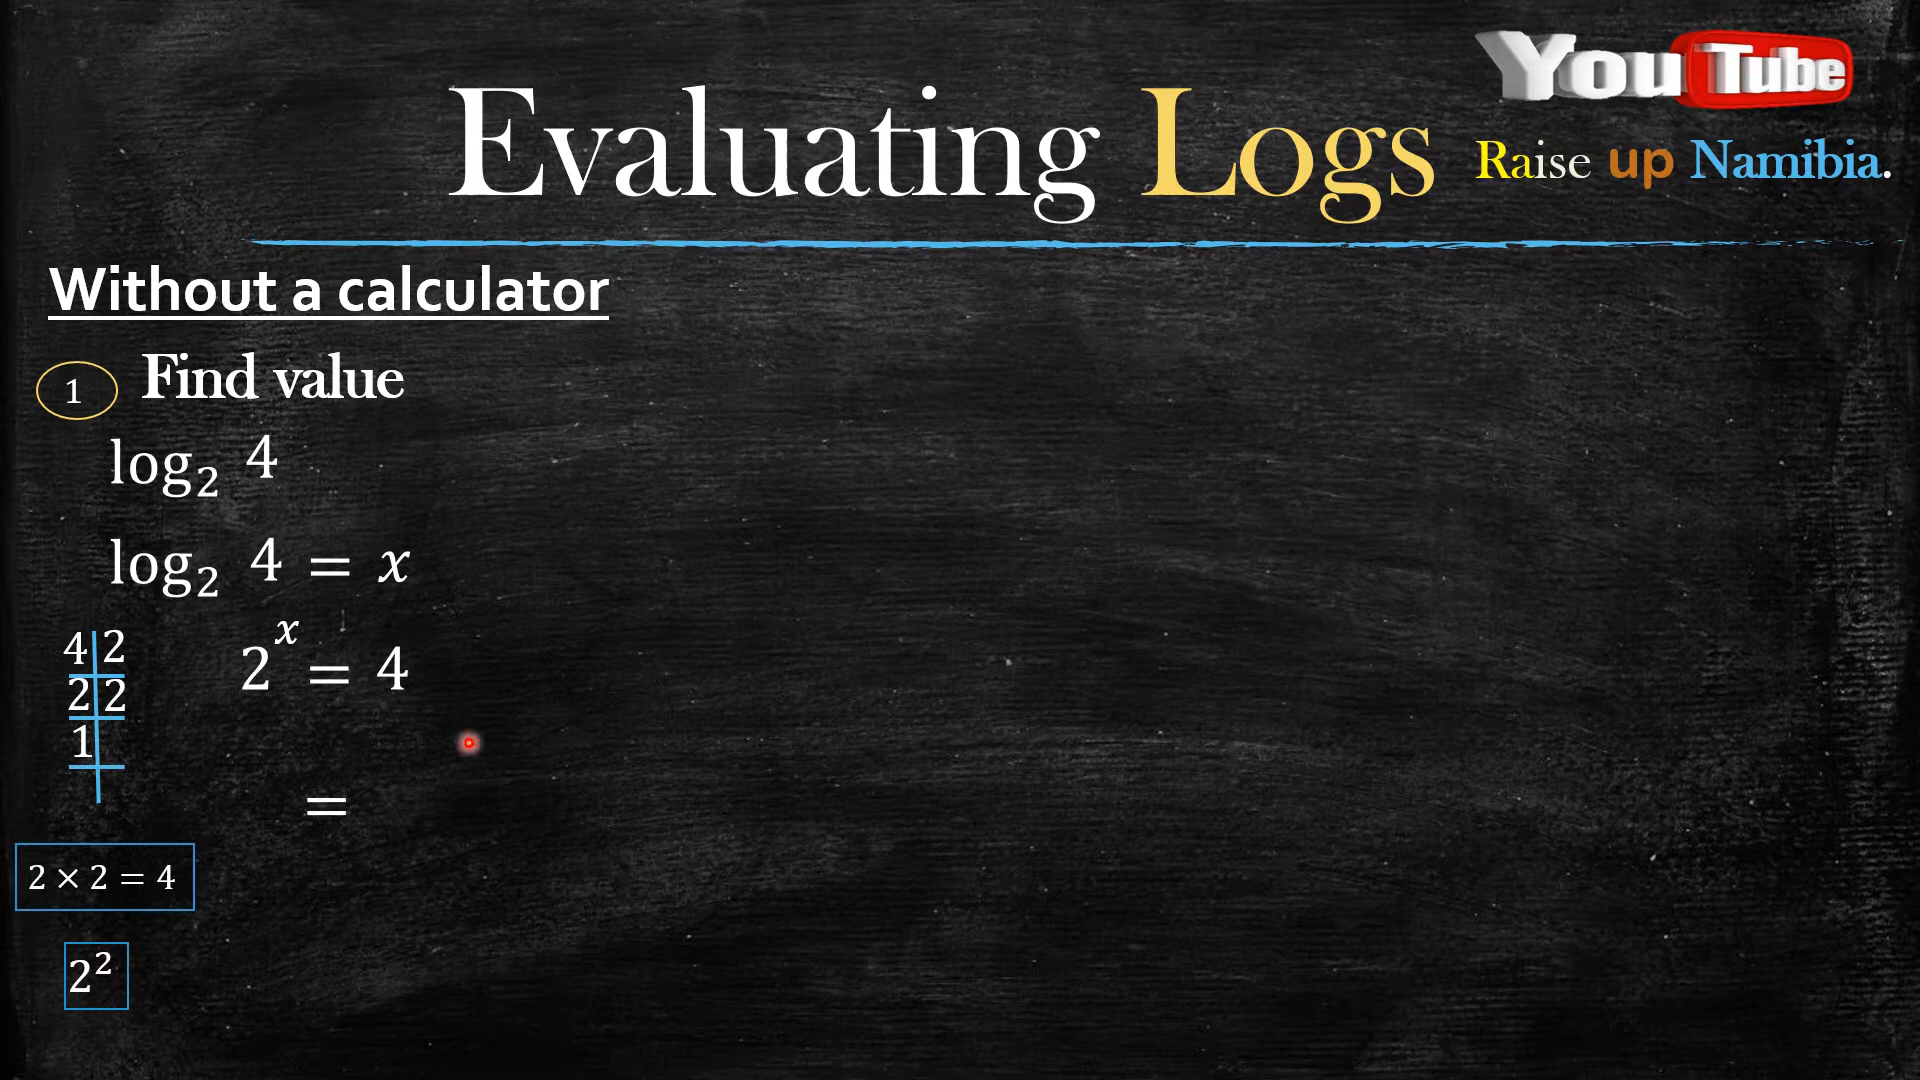 YouTube
Evaluating Logs
Raise up Namibia.
Without a calculator
1 Find value
log₂ 4
log₂ 4 = x
2ˣ = 4
4 2
2 2
1
=
2 × 2 = 4
2²